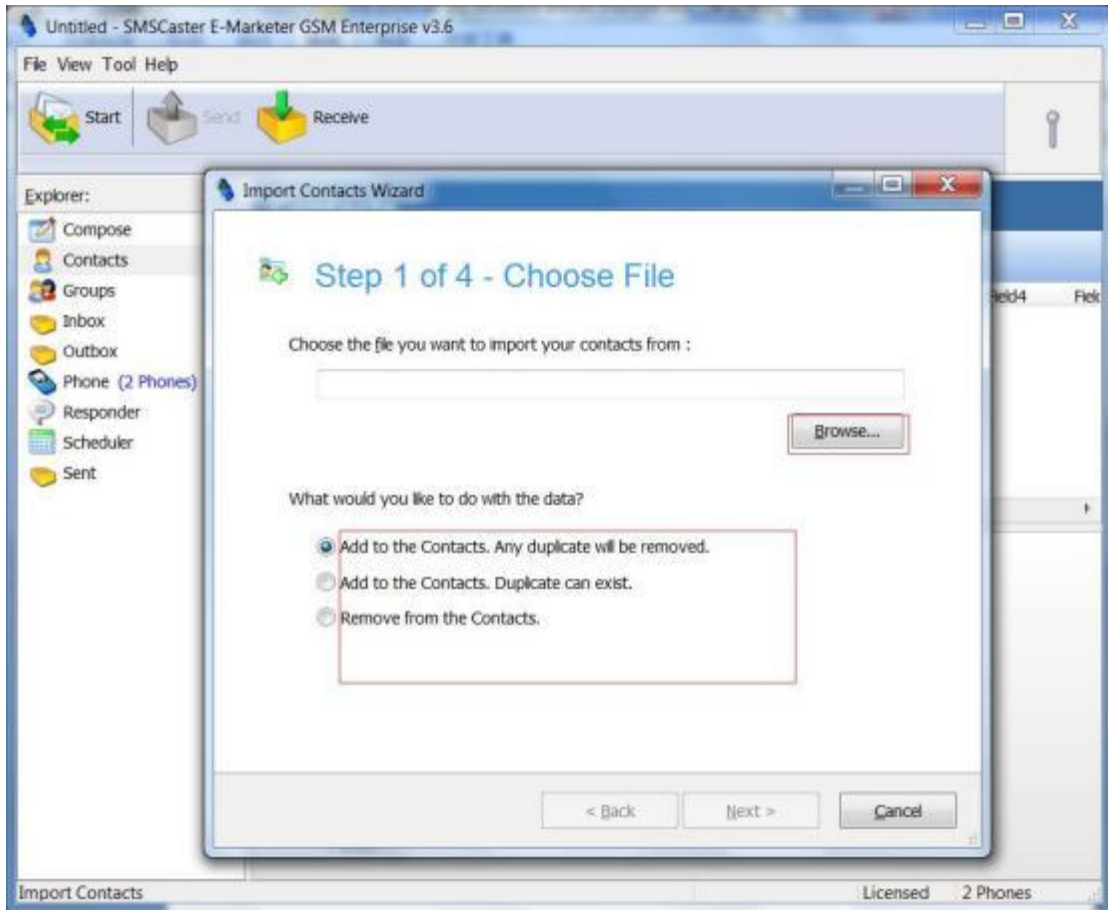 Untitled - SMSCaster E-Marketer GSM Enterprise v3.6
File View Tool Help
Start Send Receive
Explorer:
Compose
Contacts
Groups
Inbox
Outbox
Phone (2 Phones)
Responder
Scheduler
Sent
Import Contacts Wizard
Step 1 of 4 - Choose File
Choose the file you want to import your contacts from :
Browse...
What would you like to do with the data?
Add to the Contacts. Any duplicate will be removed.
Add to the Contacts. Duplicate can exist.
Remove from the Contacts.
< Back Next > Cancel
Field4
Import Contacts Licensed 2 Phones